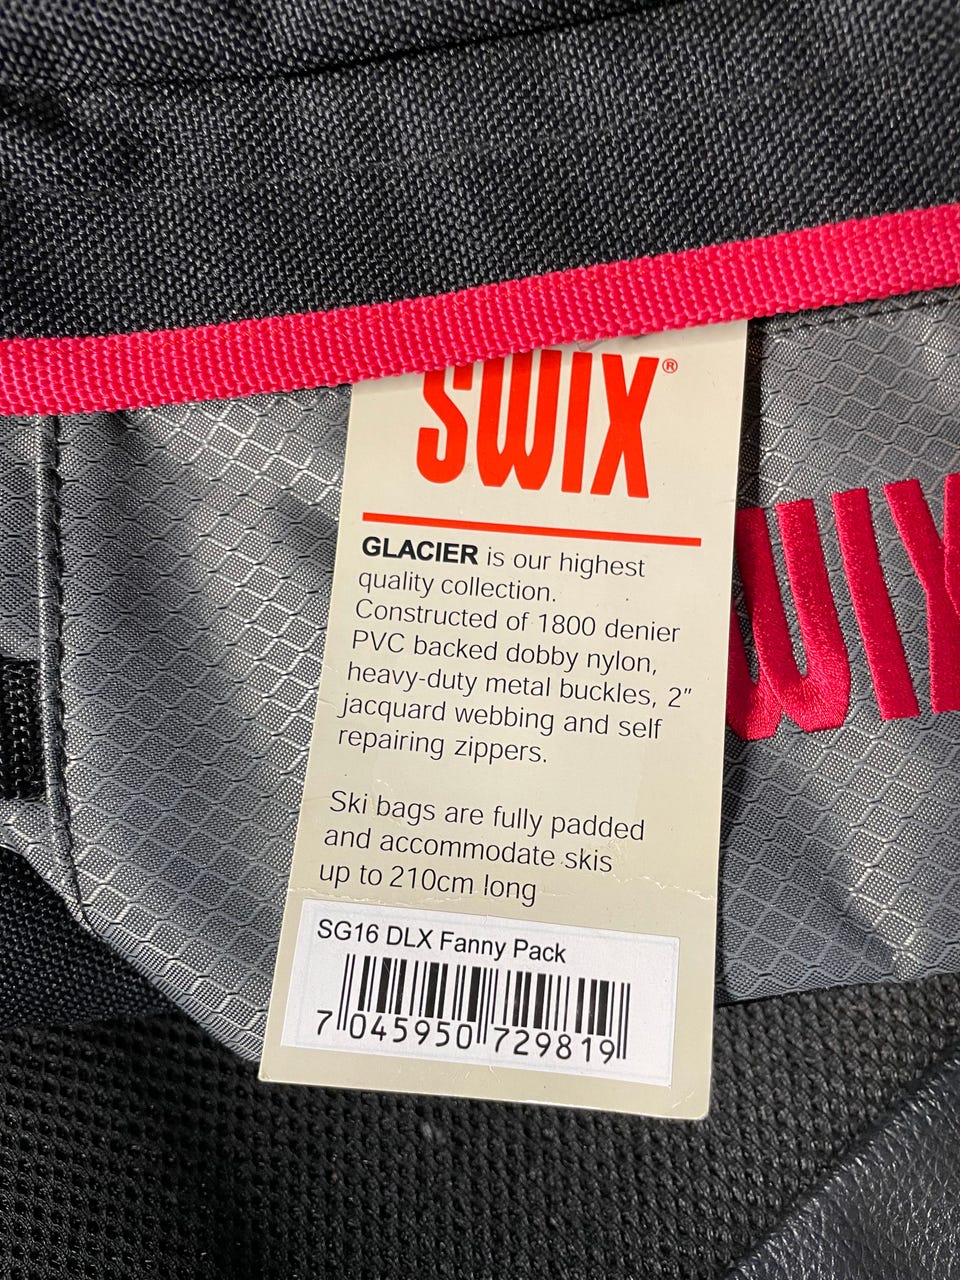 SWIX®
GLACIER is our highest
quality collection.
Constructed of 1800 denier
PVC backed dobby nylon,
heavy-duty metal buckles, 2"
jacquard webbing and self
repairing zippers.
Ski bags are fully padded
and accommodate skis
up to 210cm long
SG16 DLX Fanny Pack
7 045950 729819
WIX